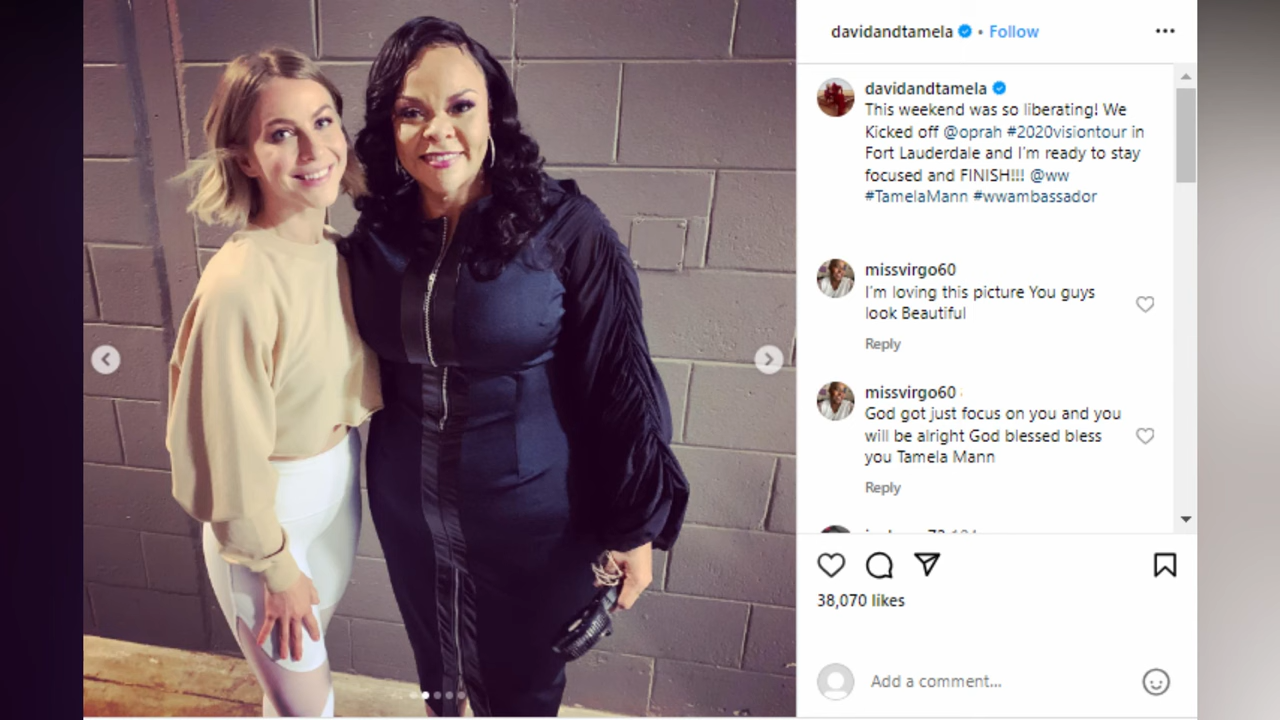 davidandtamela • Follow
davidandtamela
This weekend was so liberating! We
Kicked off @oprah #2020visiontour in
Fort Lauderdale and I'm ready to stay
focused and FINISH!!! @ww
#TamelaMann #wwambassador
missvirgo60
I'm loving this picture You guys
look Beautiful
Reply
missvirgo60
God got just focus on you and you
will be alright God blessed bless
you Tamela Mann
Reply
38,070 likes
Add a comment...